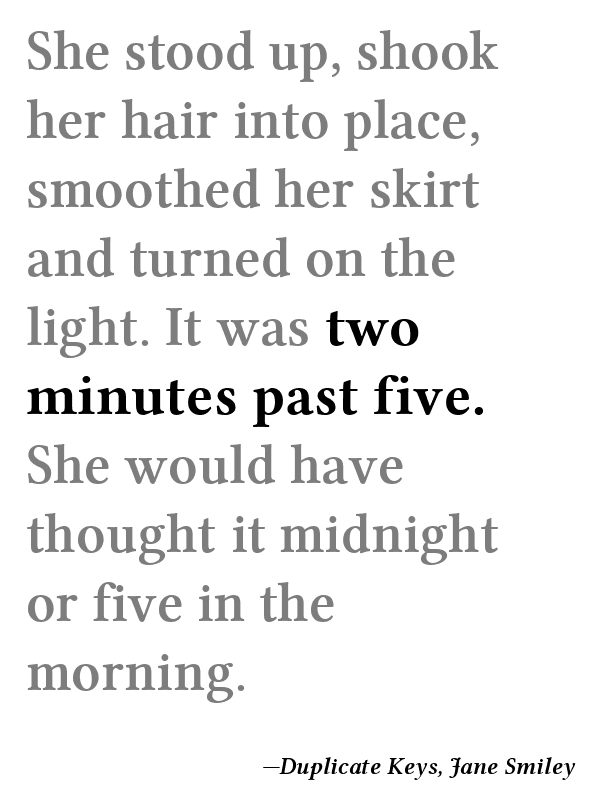 She stood up, shook
her hair into place,
smoothed her skirt
and turned on the
light. It was two
minutes past five.
She would have
thought it midnight
or five in the
morning.
—Duplicate Keys, Jane Smiley